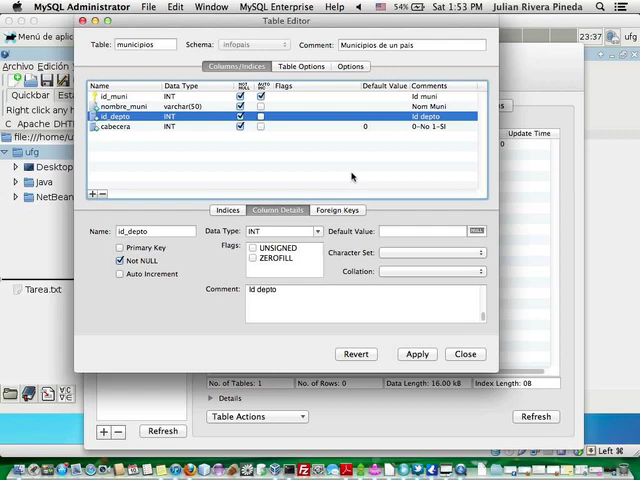 MySQL Administrator File Edit Window MySQL Enterprise Help 54% Sat 1:53 PM Julian Rivera Pineda
Table Editor
Menú de aplic
23:37 ufg
Table: municipios Schema: infopais Comment: Municipios de un pais
Archivo Edi
Quickbar Esta
Right click any h
C Apache DHTI
file:///home/u
ufg
Desktop
Java
NetBean
Tarea.txt
Columns/Indices Table Options Options
Name Data Type NOT NULL AUTO INC Flags Default Value Comments
id_muni INT Id muni
nombre_muni varchar(50) Nom Muni
id_depto INT Id depto
cabecera INT 0 0-No 1-SI
Update Time
Indices Column Details Foreign Keys
Name: id_depto Data Type: INT Default Value: NULL
Primary Key
Not NULL
Auto Increment
Flags: UNSIGNED
ZEROFILL
Character Set:
Collation:
Comment: Id depto
Revert Apply Close
No. of Tables: 1 No. of Rows: 0 Data Length: 16.00 kB Index Length: 0B
Details
Table Actions Refresh
Refresh
Left ⌘